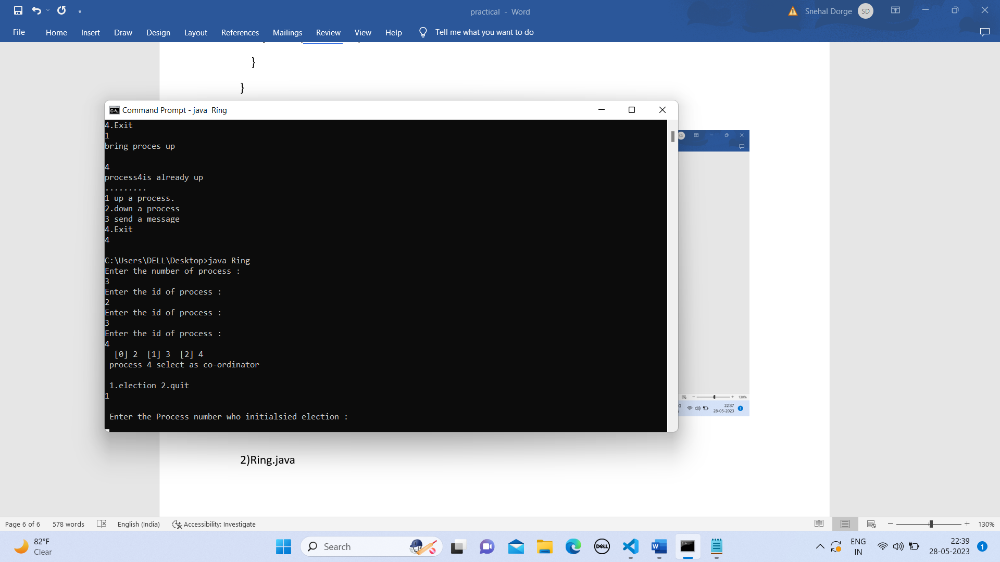 practical - Word
Snehal Dorge
SD
File
Home
Insert
Draw
Design
Layout
References
Mailings
Review
View
Help
Tell me what you want to do
}
}
Command Prompt - java  Ring
4.Exit
1
bring proces up
4
process4is already up
.........
1 up a process.
2.down a process
3 send a message
4.Exit
4
C:\Users\DELL\Desktop>java Ring
Enter the number of process :
3
Enter the id of process :
2
Enter the id of process :
3
Enter the id of process :
4
[0] 2  [1] 3  [2] 4
process 4 select as co-ordinator
1.election 2.quit
1
Enter the Process number who initialsied election :
SD
130%
22:37
28-05-2023
1
2)Ring.java
Page 6 of 6
578 words
English (India)
Accessibility: Investigate
130%
82°F
Clear
Search
DELL
ENG
IN
22:39
28-05-2023
1